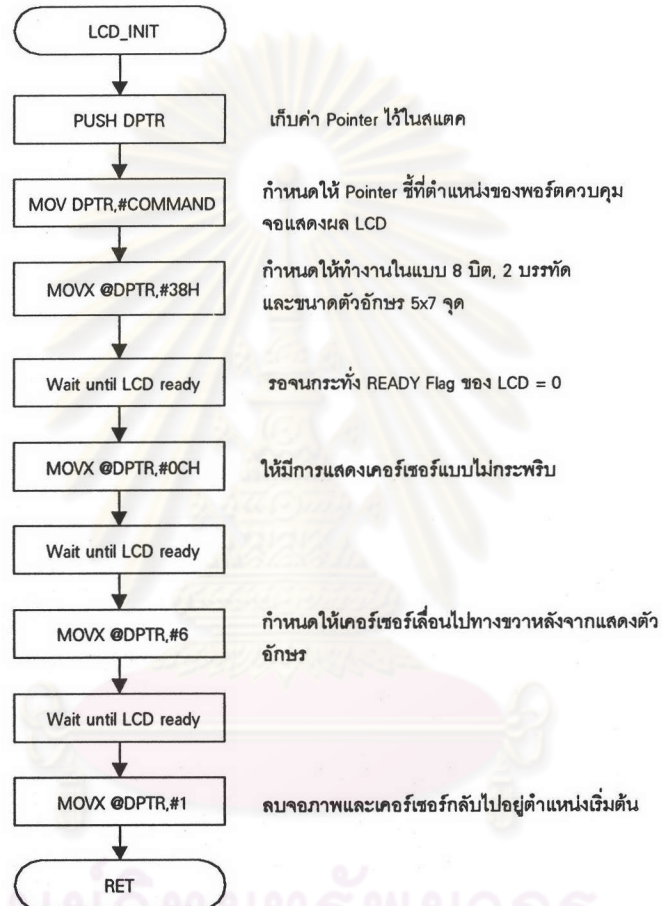 LCD_INIT
PUSH DPTR
เก็บค่า Pointer ไว้ในสแตค
MOV DPTR,#COMMAND
กำหนดให้ Pointer ชี้ที่ตำแหน่งของพอร์ตควบคุม
จอแสดงผล LCD
MOVX @DPTR,#38H
กำหนดให้ทำงานในแบบ 8 บิต, 2 บรรทัด
และขนาดตัวอักษร 5x7 จุด
Wait until LCD ready
รอจนกระทั่ง READY Flag ของ LCD = 0
MOVX @DPTR,#0CH
ให้มีการแสดงเคอร์เซอร์แบบไม่กระพริบ
Wait until LCD ready
MOVX @DPTR,#6
กำหนดให้เคอร์เซอร์เลื่อนไปทางขวาหลังจากแสดงตัว
อักษร
Wait until LCD ready
MOVX @DPTR,#1
ลบจอภาพและเคอร์เซอร์กลับไปอยู่ตำแหน่งเริ่มต้น
RET